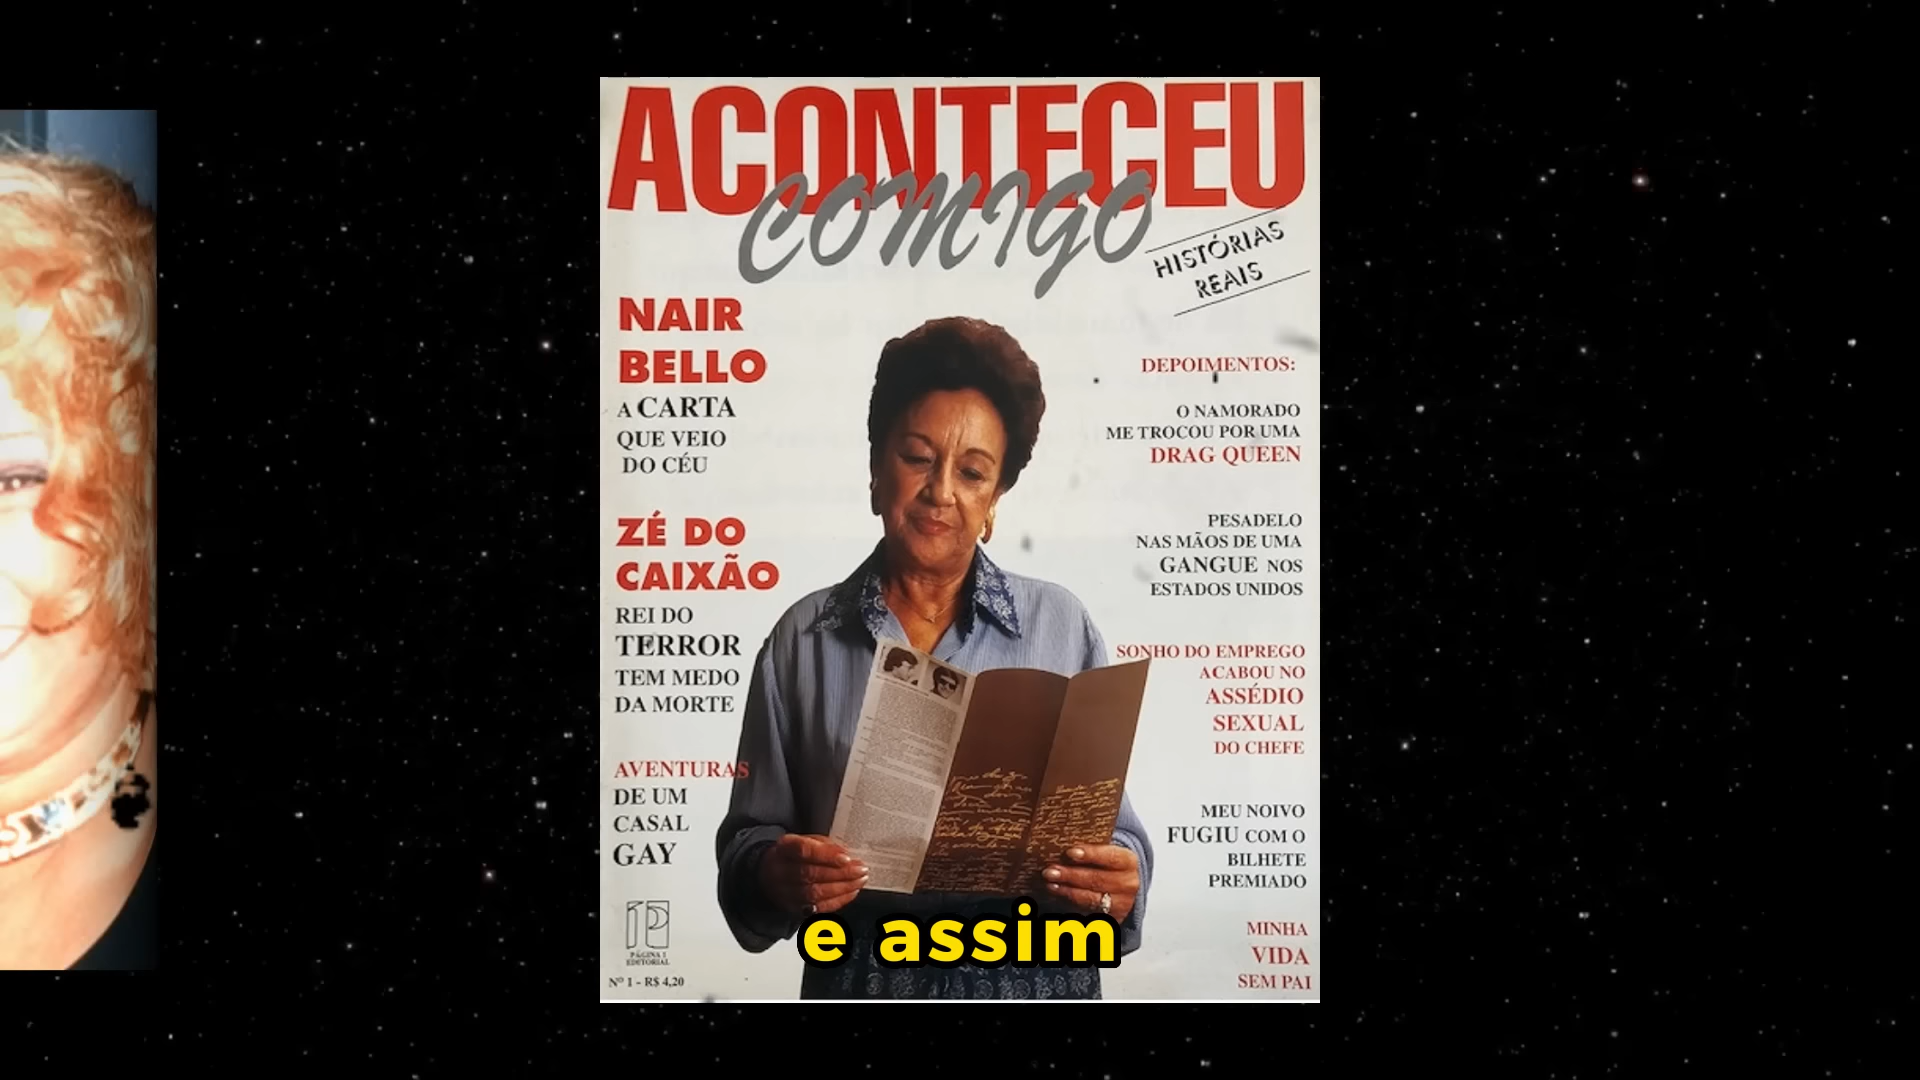 ACONTECEU
COMIGO
HISTÓRIAS
REAIS
NAIR
BELLO
A CARTA
QUE VEIO
DO CÉU
ZÉ DO
CAIXÃO
REI DO
TERROR
TEM MEDO
DA MORTE
AVENTURAS
DE UM
CASAL
GAY
PÁGINA 1
EDITORIAL
Nº 1 - R$ 4,20
DEPOIMENTOS:
O NAMORADO
ME TROCOU POR UMA
DRAG QUEEN
PESADELO
NAS MÃOS DE UMA
GANGUE NOS
ESTADOS UNIDOS
SONHO DO EMPREGO
ACABOU NO
ASSÉDIO
SEXUAL
DO CHEFE
MEU NOIVO
FUGIU COM O
BILHETE
PREMIADO
MINHA
VIDA
SEM PAI
e assim